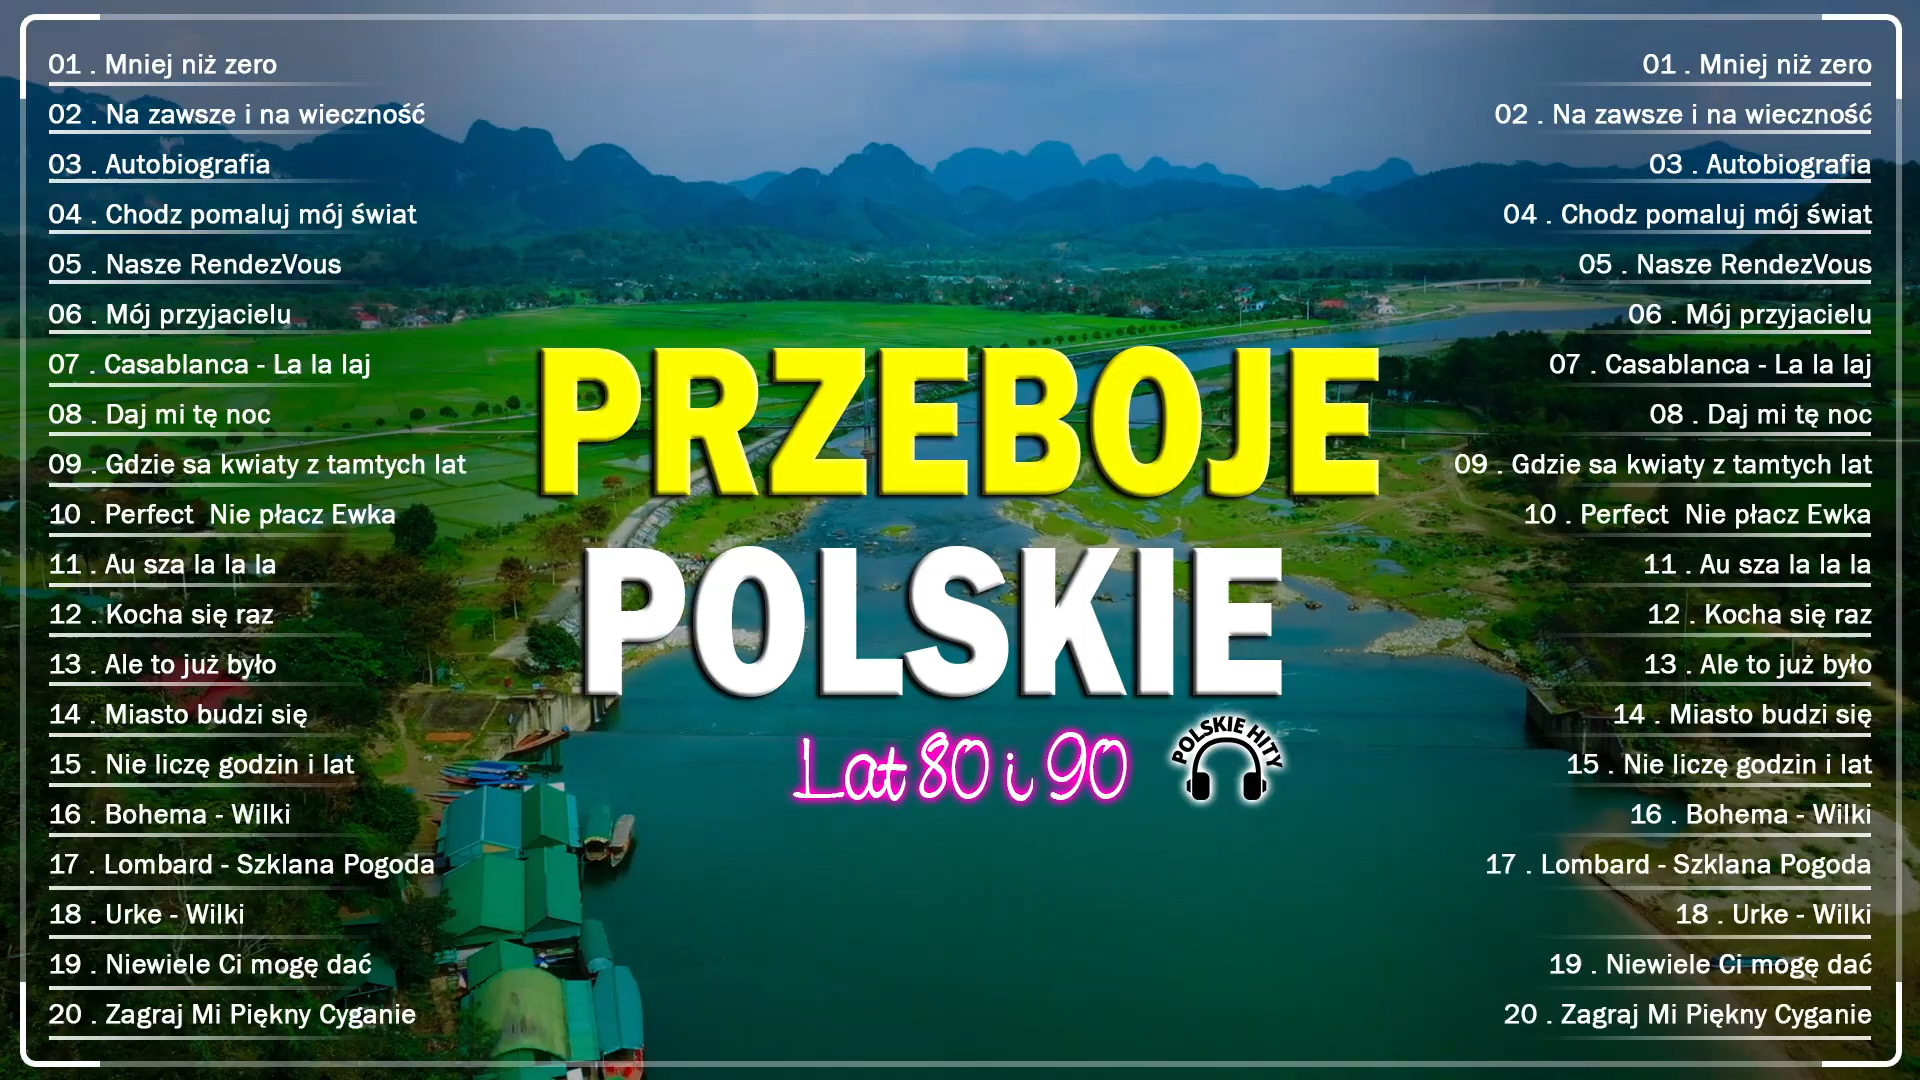 01 . Mniej niż zero
02 . Na zawsze i na wieczność
03 . Autobiografia
04 . Chodz pomaluj mój świat
05 . Nasze RendezVous
06 . Mój przyjacielu
07 . Casablanca - La la laj
08 . Daj mi tę noc
09 . Gdzie sa kwiaty z tamtych lat
10 . Perfect  Nie płacz Ewka
11 . Au sza la la la
12 . Kocha się raz
13 . Ale to już było
14 . Miasto budzi się
15 . Nie liczę godzin i lat
16 . Bohema - Wilki
17 . Lombard - Szklana Pogoda
18 . Urke - Wilki
19 . Niewiele Ci mogę dać
20 . Zagraj Mi Piękny Cyganie
PRZEBOJE
POLSKIE
Lat 80 i 90
POLSKIE HITY
01 . Mniej niż zero
02 . Na zawsze i na wieczność
03 . Autobiografia
04 . Chodz pomaluj mój świat
05 . Nasze RendezVous
06 . Mój przyjacielu
07 . Casablanca - La la laj
08 . Daj mi tę noc
09 . Gdzie sa kwiaty z tamtych lat
10 . Perfect  Nie płacz Ewka
11 . Au sza la la la
12 . Kocha się raz
13 . Ale to już było
14 . Miasto budzi się
15 . Nie liczę godzin i lat
16 . Bohema - Wilki
17 . Lombard - Szklana Pogoda
18 . Urke - Wilki
19 . Niewiele Ci mogę dać
20 . Zagraj Mi Piękny Cyganie